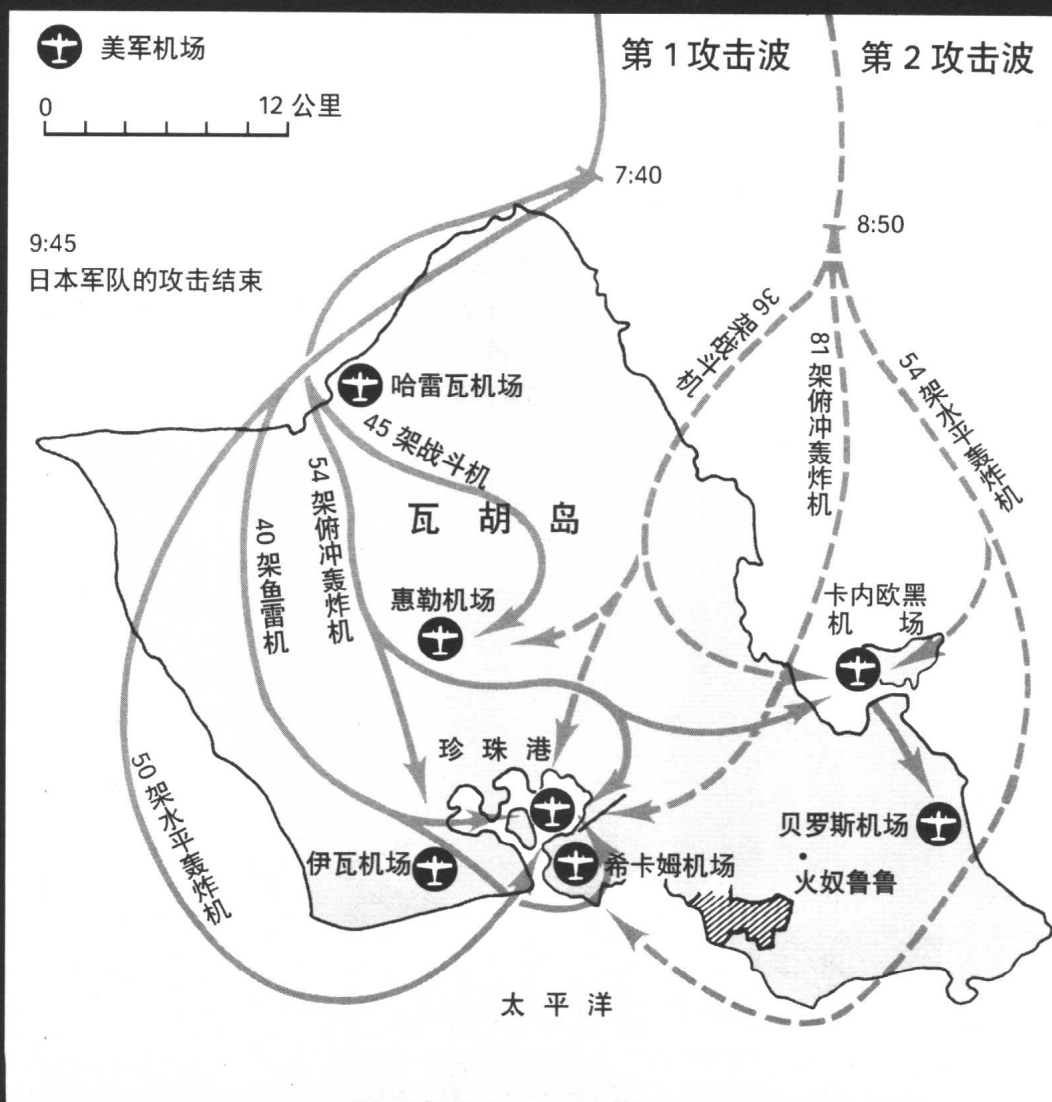 美军机场
0 12 公里
第 1 攻击波
第 2 攻击波
7:40
8:50
9:45
日本军队的攻击结束
36 架战斗机
81 架俯冲轰炸机
54 架水平轰炸机
哈雷瓦机场
45 架战斗机
54 架俯冲轰炸机
40 架鱼雷机
瓦胡岛
惠勒机场
卡内欧黑
机 场
珍珠港
50 架水平轰炸机
伊瓦机场
希卡姆机场
贝罗斯机场
火奴鲁鲁
太平洋